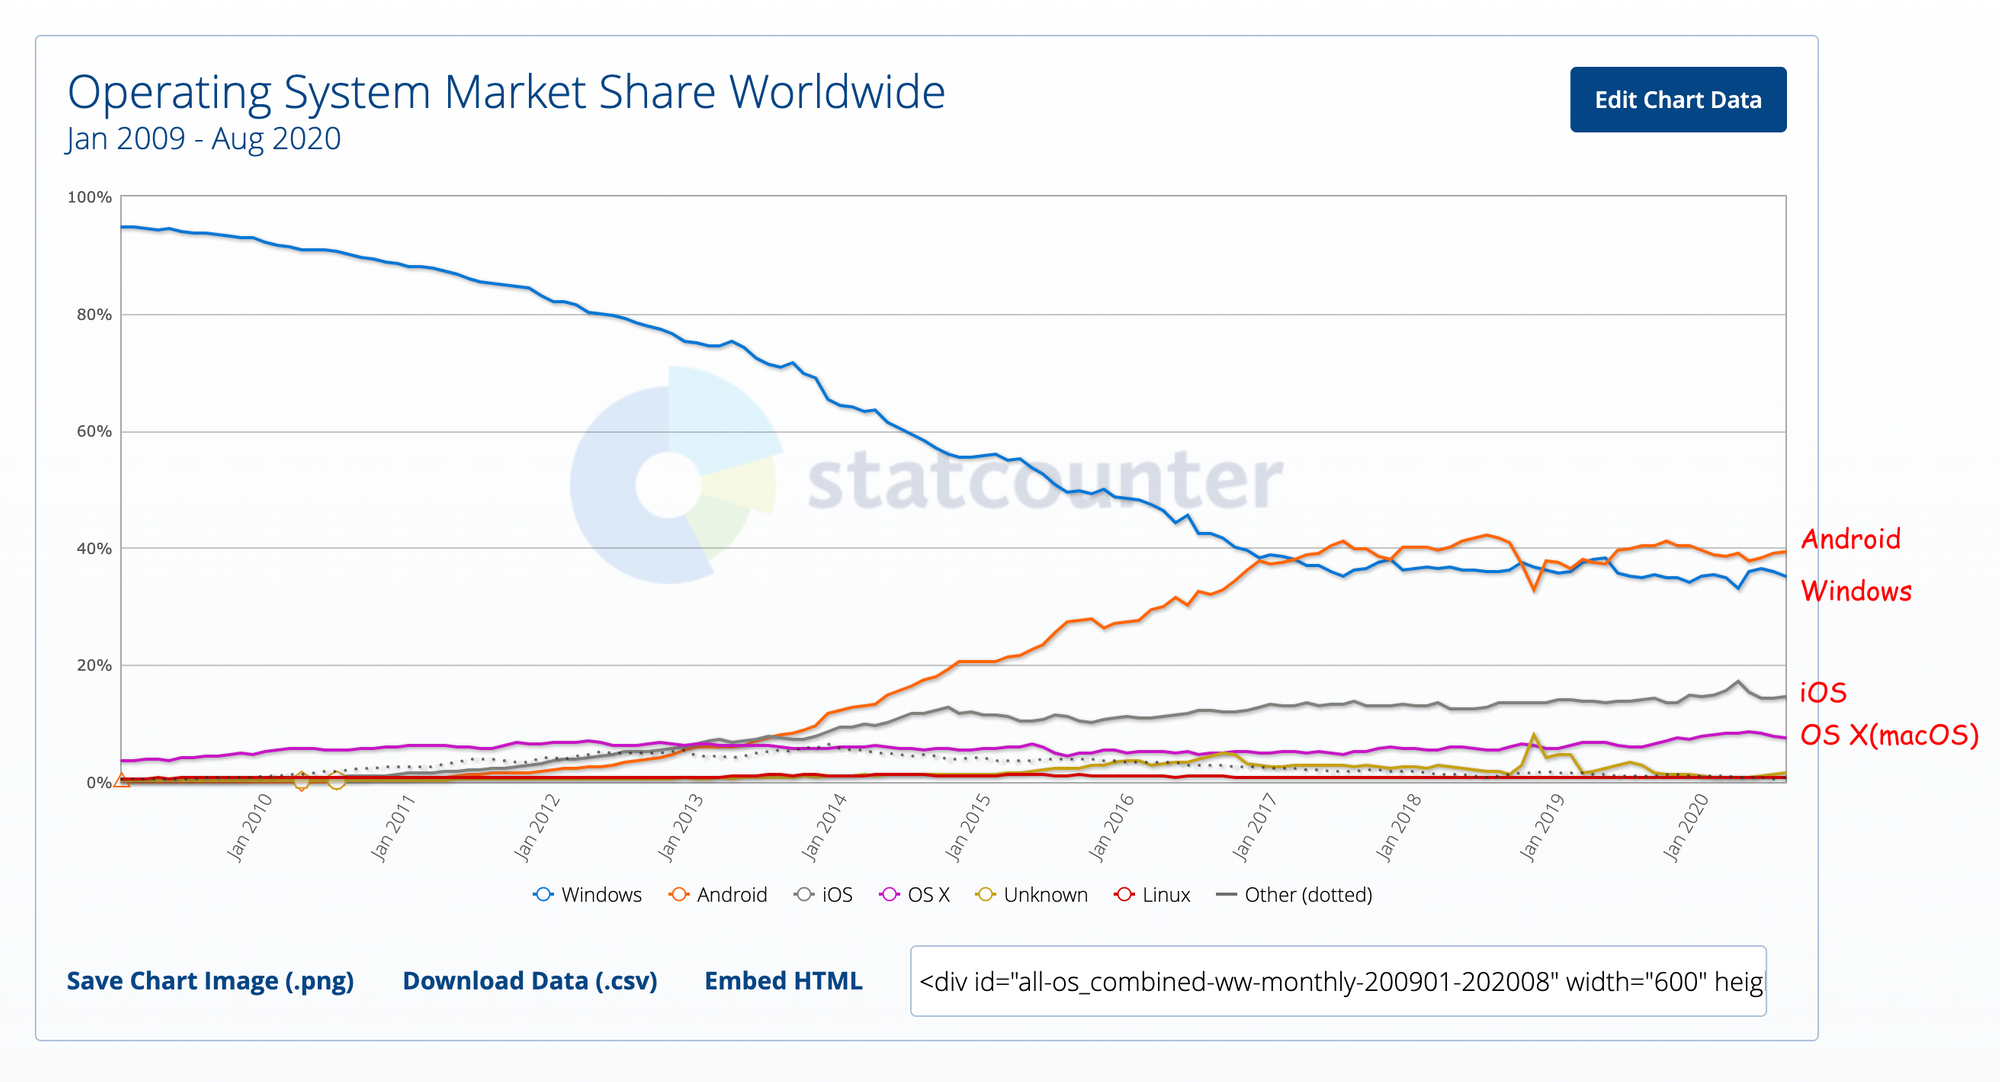 Operating System Market Share Worldwide
Jan 2009 - Aug 2020
Edit Chart Data
100%
80%
60%
40%
20%
0%
statcounter
Android
Windows
iOS
OS X(macOS)
Jan 2010
Jan 2011
Jan 2012
Jan 2013
Jan 2014
Jan 2015
Jan 2016
Jan 2017
Jan 2018
Jan 2019
Jan 2020
Windows Android iOS OS X Unknown Linux Other (dotted)
Save Chart Image (.png) Download Data (.csv) Embed HTML <div id="all-os_combined-ww-monthly-200901-202008" width="600" heig